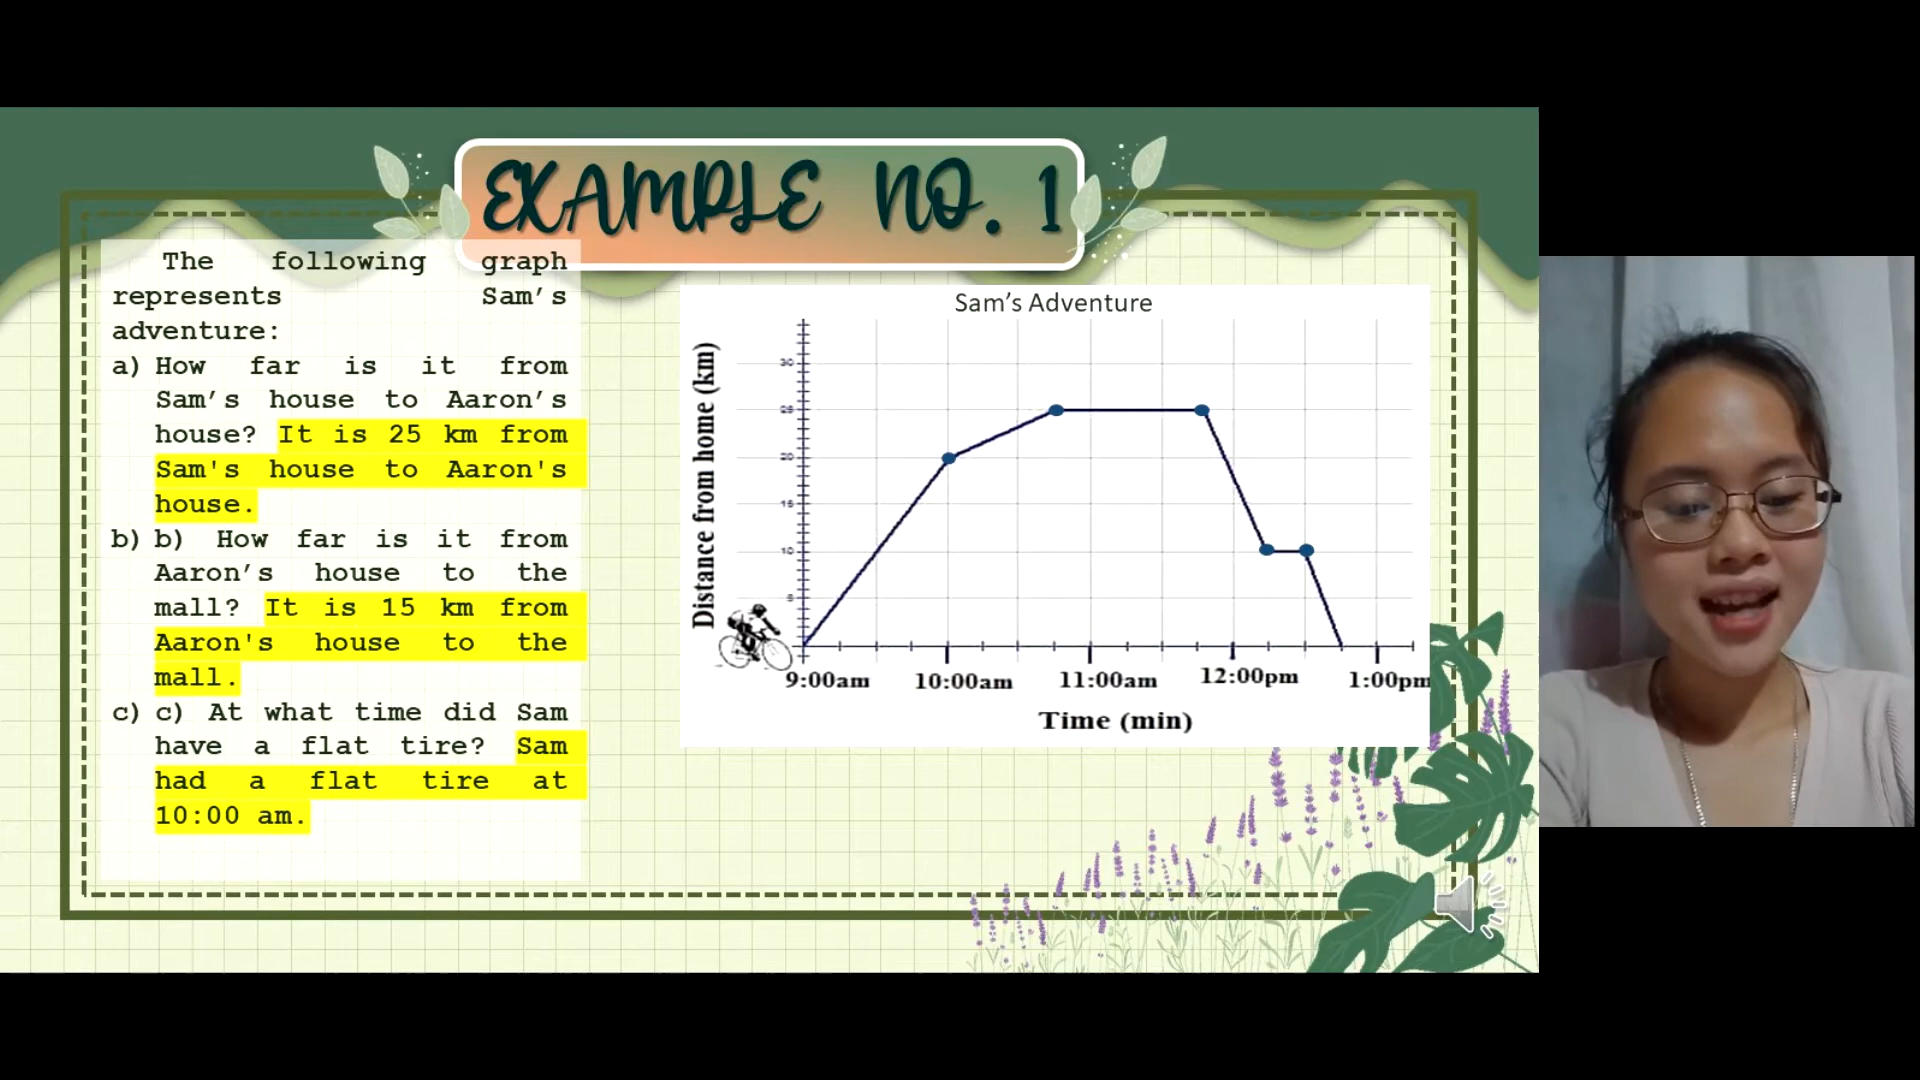 EXAMPLE NO. 1
The following graph
represents Sam’s
adventure:
a) How far is it from
Sam’s house to Aaron’s
house? It is 25 km from
Sam's house to Aaron's
house.
b) b) How far is it from
Aaron’s house to the
mall? It is 15 km from
Aaron's house to the
mall.
c) c) At what time did Sam
have a flat tire? Sam
had a flat tire at
10:00 am.
Sam’s Adventure
Distance from home (km)
30
25
20
15
10
5
9:00am 10:00am 11:00am 12:00pm 1:00pm
Time (min)